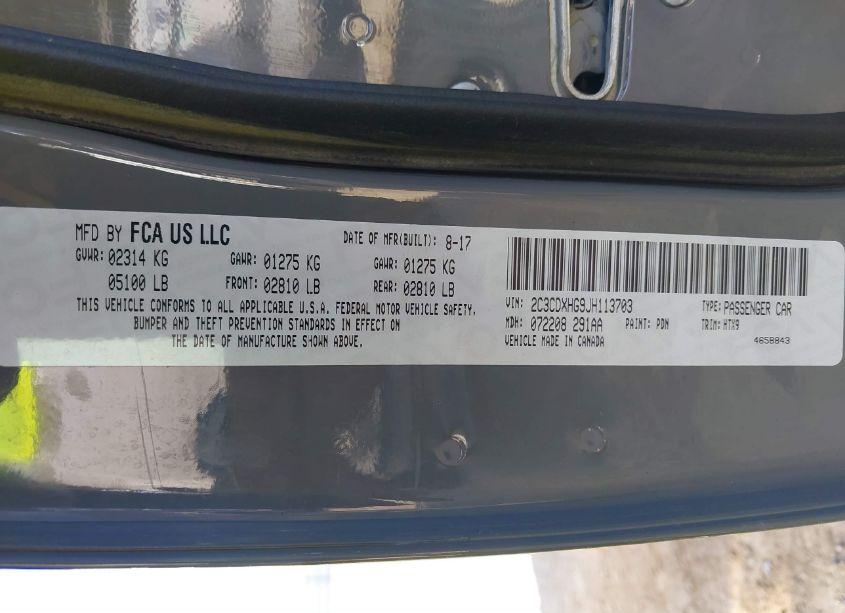 MFD BY FCA US LLC
DATE OF MFR(BUILT): 8-17
GVWR: 02314 KG
GAWR: 01275 KG
GAWR: 01275 KG
05100 LB
FRONT: 02810 LB
REAR: 02810 LB
THIS VEHICLE CONFORMS TO ALL APPLICABLE U.S.A. FEDERAL MOTOR VEHICLE SAFETY,
BUMPER AND THEFT PREVENTION STANDARDS IN EFFECT ON
THE DATE OF MANUFACTURE SHOWN ABOVE.
VIN: 2C3CDXHG9JH113703
TYPE: PASSENGER CAR
MDH: 072208 291AA
PAINT: PDN
TRIM: HTX9
VEHICLE MADE IN CANADA
4658843